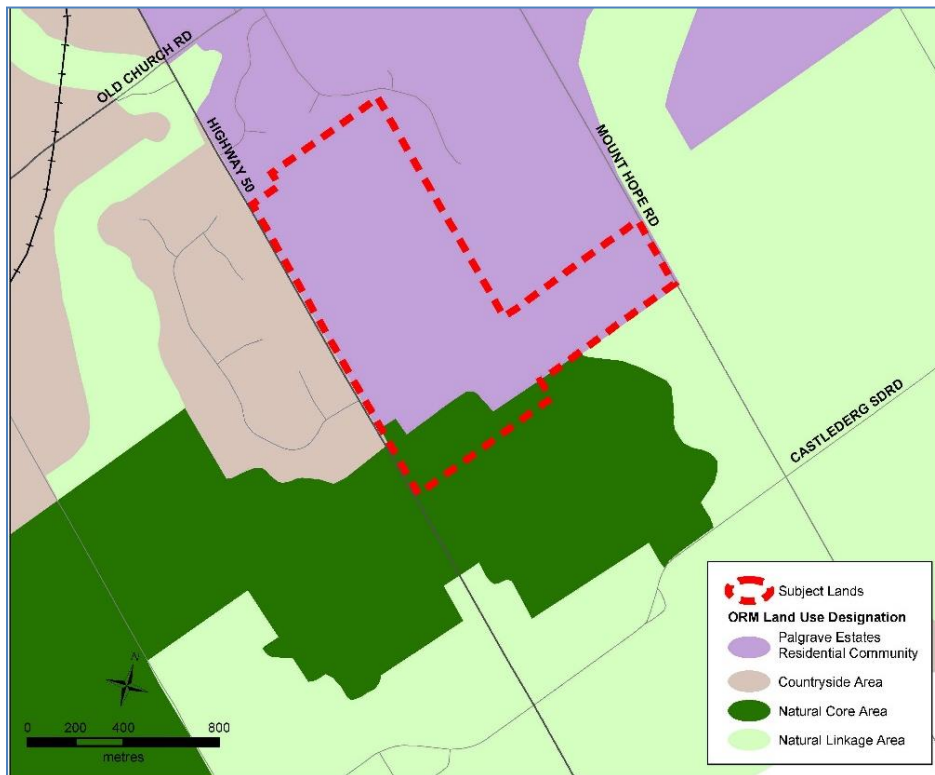 OLD CHURCH RD
HIGHWAY 50
MOUNT HOPE RD
CASTLEDERG SDRD
N
0 200 400 800
metres
Subject Lands
ORM Land Use Designation
Palgrave Estates
Residential Community
Countryside Area
Natural Core Area
Natural Linkage Area